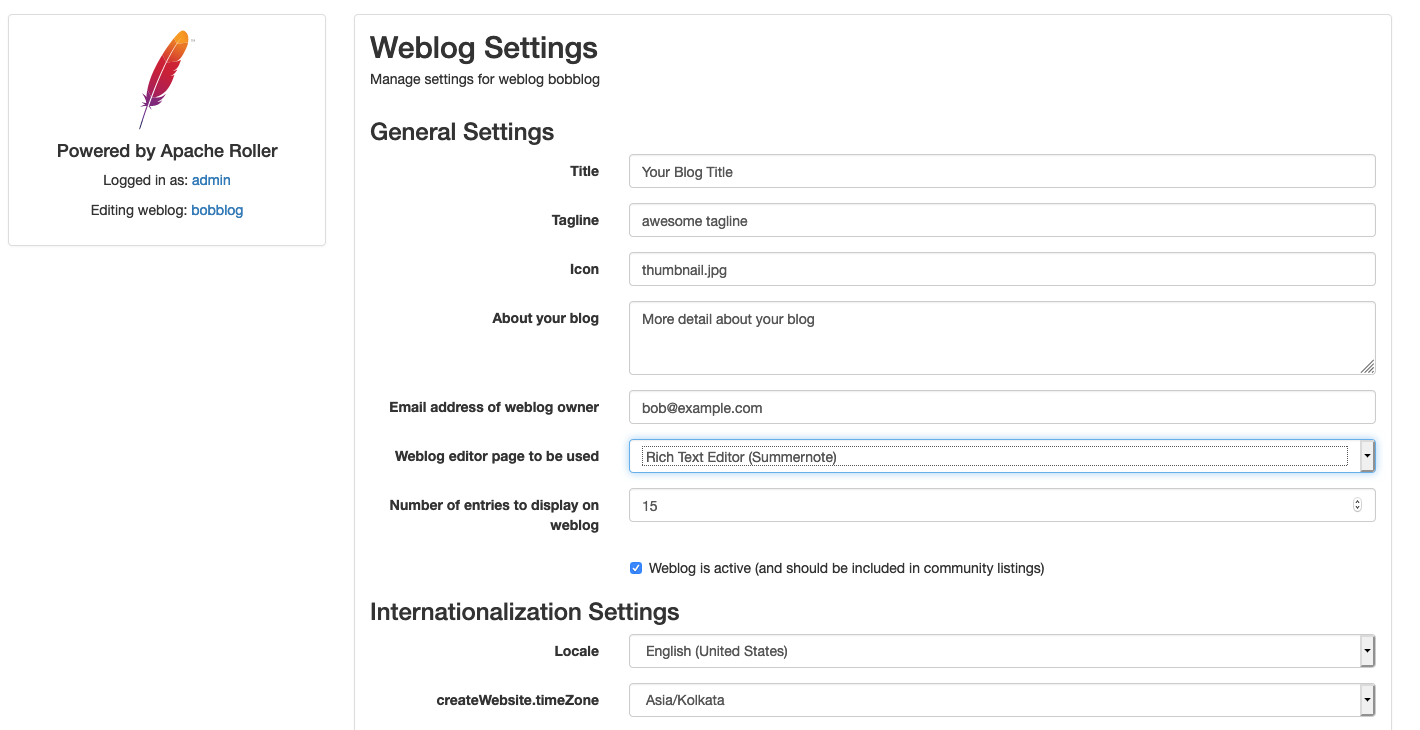 Powered by Apache Roller
Logged in as: admin
Editing weblog: bobblog
Weblog Settings
Manage settings for weblog bobblog
General Settings
Title
Your Blog Title
Tagline
awesome tagline
Icon
thumbnail.jpg
About your blog
More detail about your blog
Email address of weblog owner
bob@example.com
Weblog editor page to be used
Rich Text Editor (Summernote)
Number of entries to display on
weblog
15
Weblog is active (and should be included in community listings)
Internationalization Settings
Locale
English (United States)
createWebsite.timeZone
Asia/Kolkata